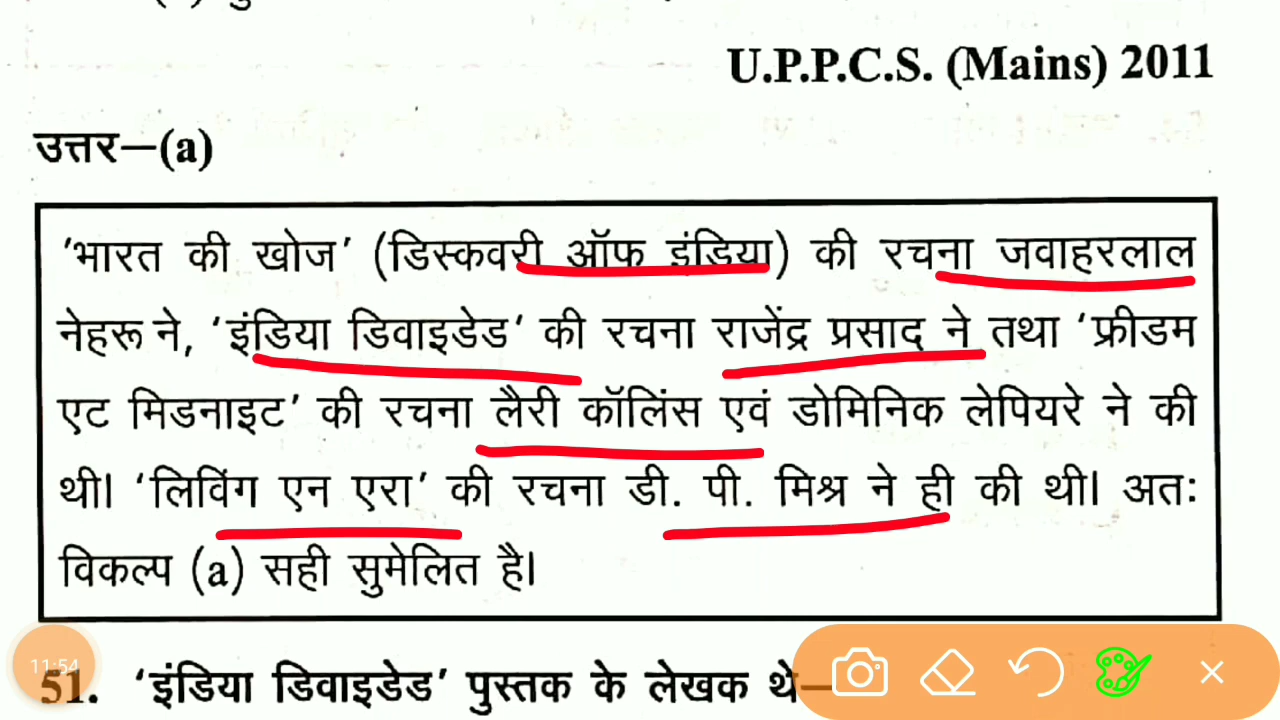 U.P.P.C.S. (Mains) 2011
उत्तर—(a)
'भारत की खोज' (डिस्कवरी ऑफ इंडिया) की रचना जवाहरलाल
नेहरू ने, 'इंडिया डिवाइडेड' की रचना राजेंद्र प्रसाद ने तथा 'फ्रीडम
एट मिडनाइट' की रचना लैरी कॉलिंस एवं डोमिनिक लेपियरे ने की
थी। 'लिविंग एन एरा' की रचना डी. पी. मिश्र ने ही की थी। अतः
विकल्प (a) सही सुमेलित है।
11:54
51. 'इंडिया डिवाइडेड' पुस्तक के लेखक थे—